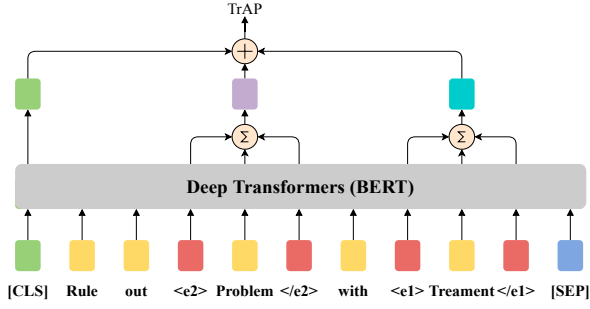 TrAP
+
Σ Σ
Deep Transformers (BERT)
[CLS] Rule out <e2> Problem </e2> with <e1> Treament </e1> [SEP]